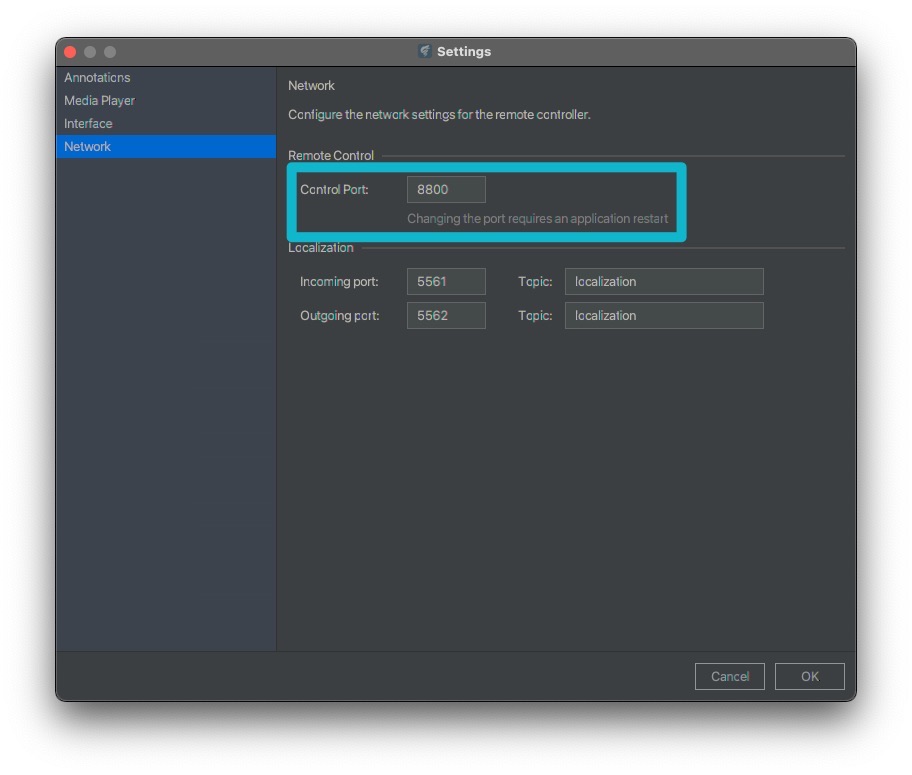 Settings
Annotations
Media Player
Interface
Network
Network
Configure the network settings for the remote controller.
Remote Control
Control Port: 8800
Changing the port requires an application restart
Localization
Incoming port: 5561 Topic: localization
Outgoing port: 5562 Topic: localization
Cancel OK